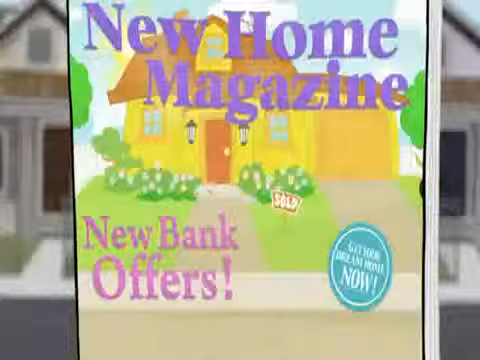 New Home
Magazine
SOLD
New Bank
Offers!
GET YOUR
DREAM HOME
NOW!